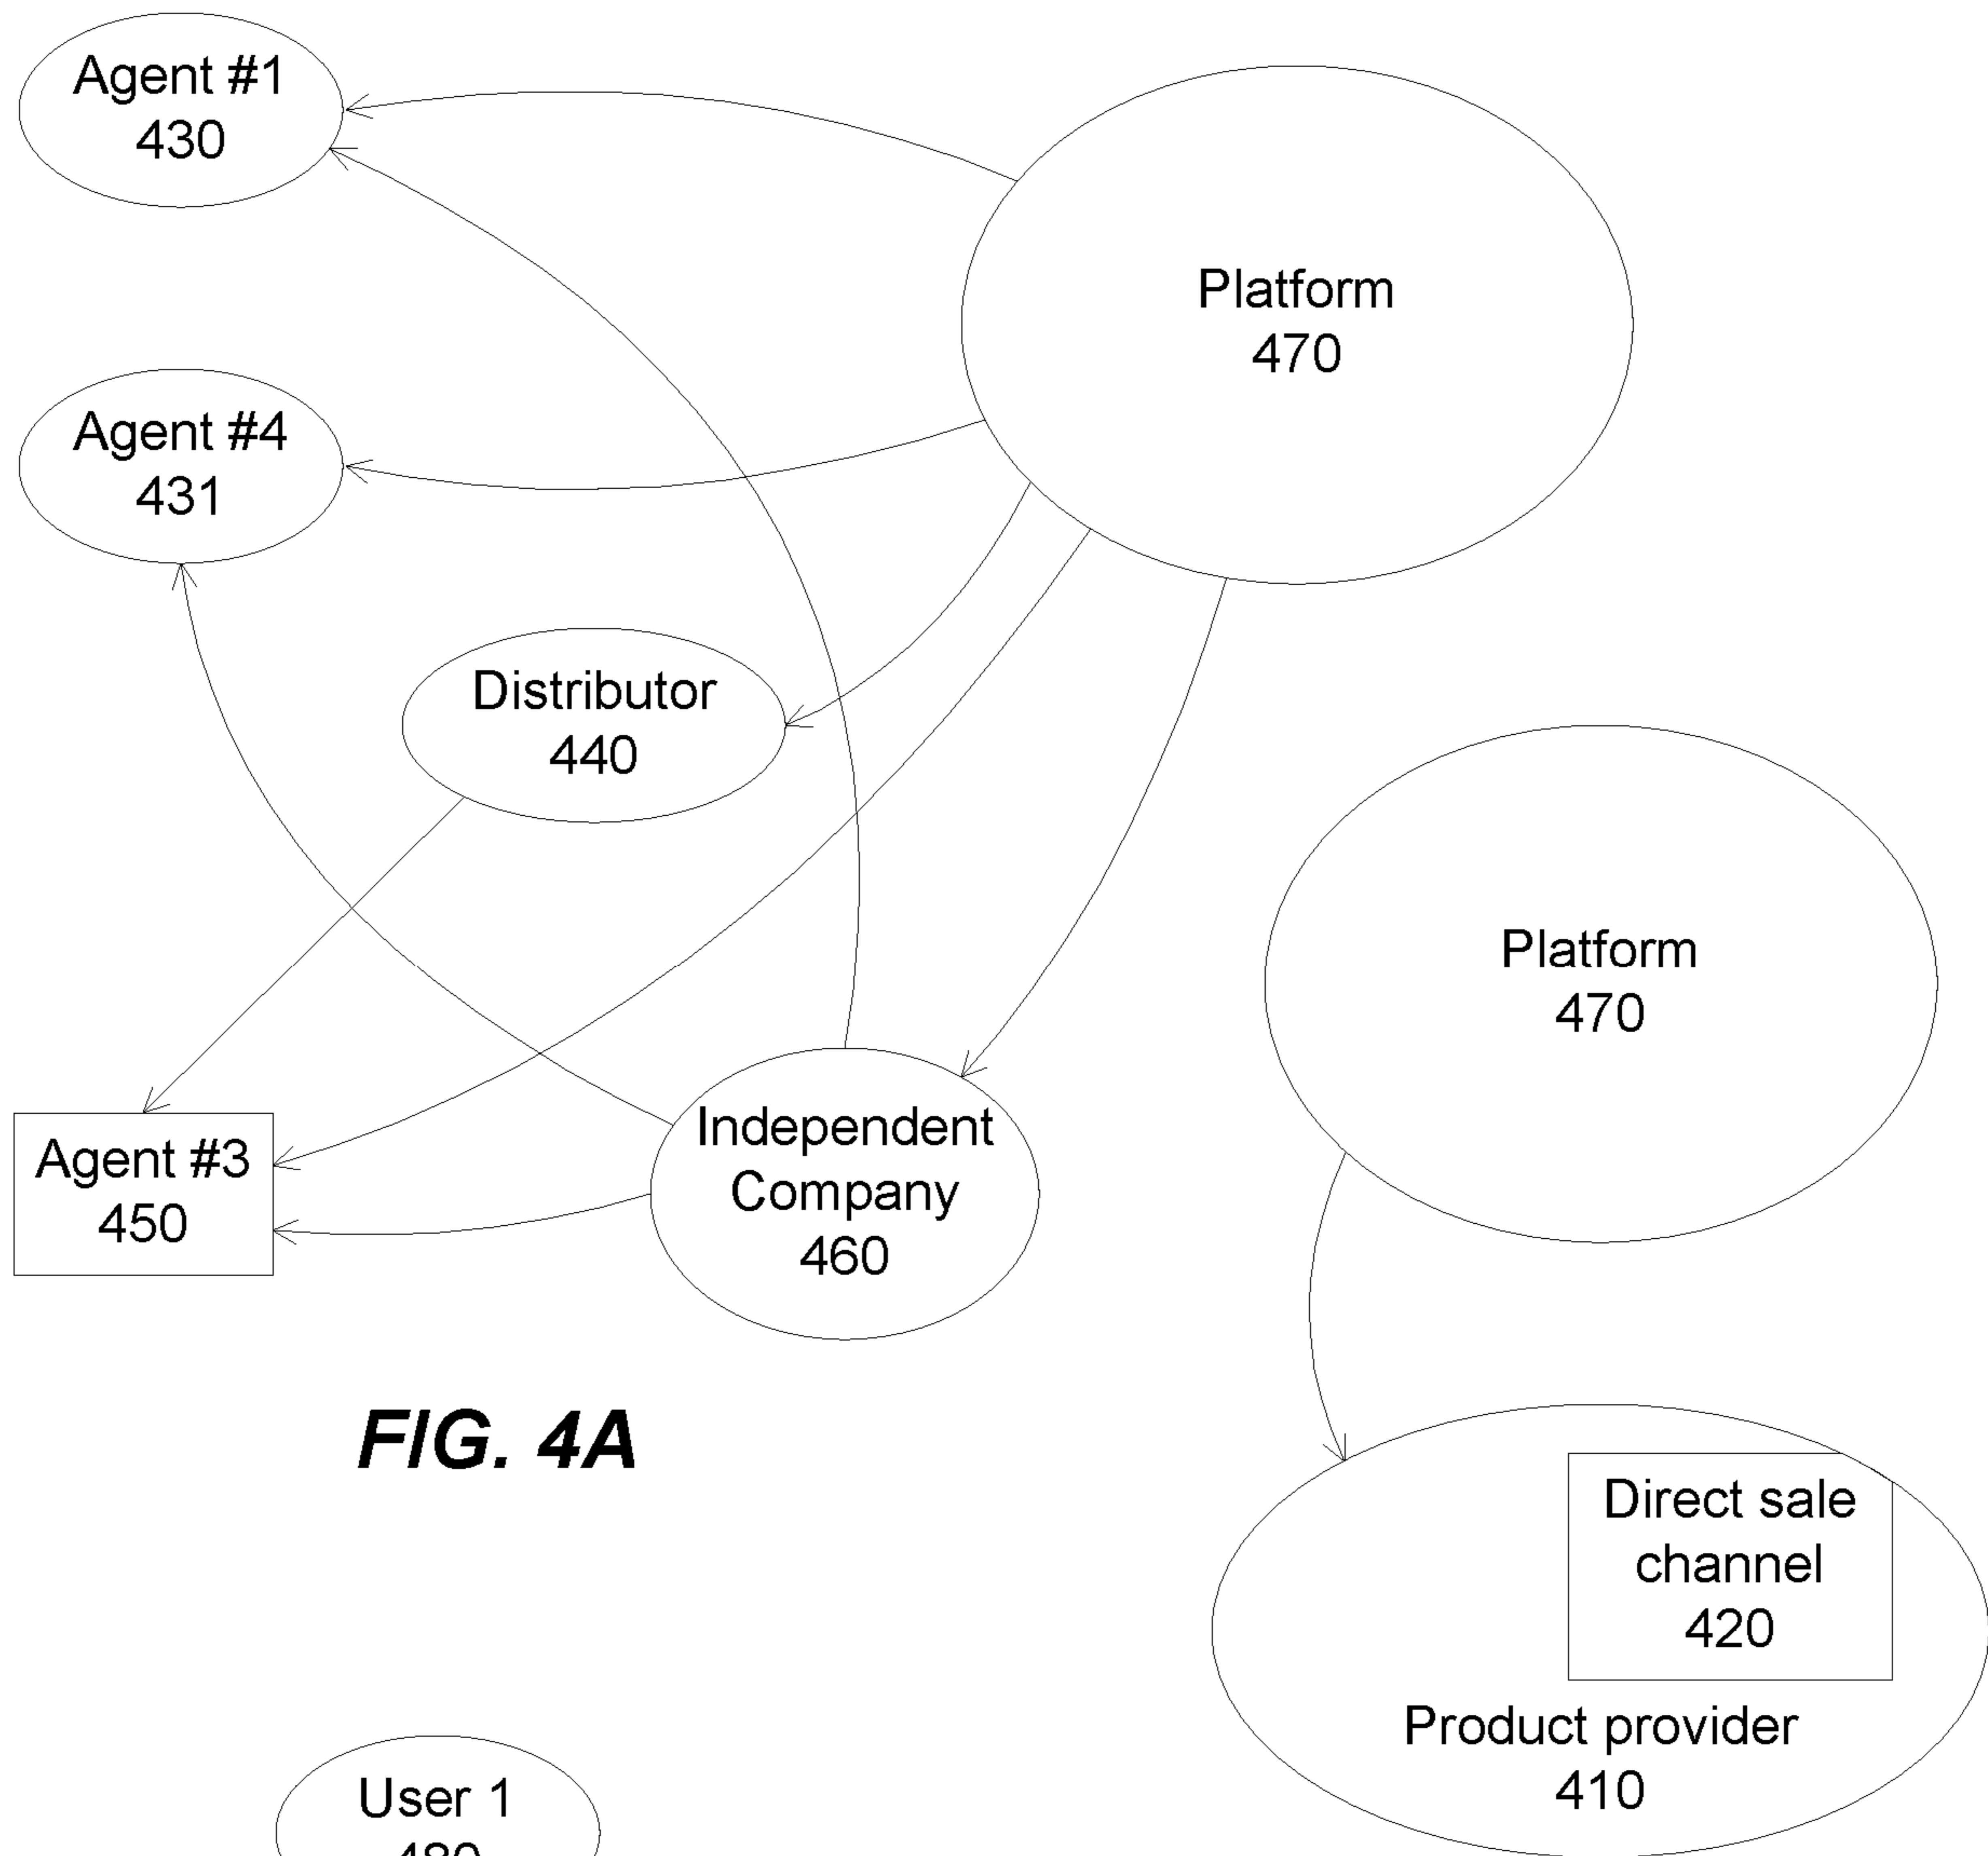 Agent #1
430
Platform
470
Agent #4
431
Distributor
440
Platform
470
Agent #3
450
Independent
Company
460
FIG. 4A
Direct sale
channel
420
Product provider
410
User 1
480